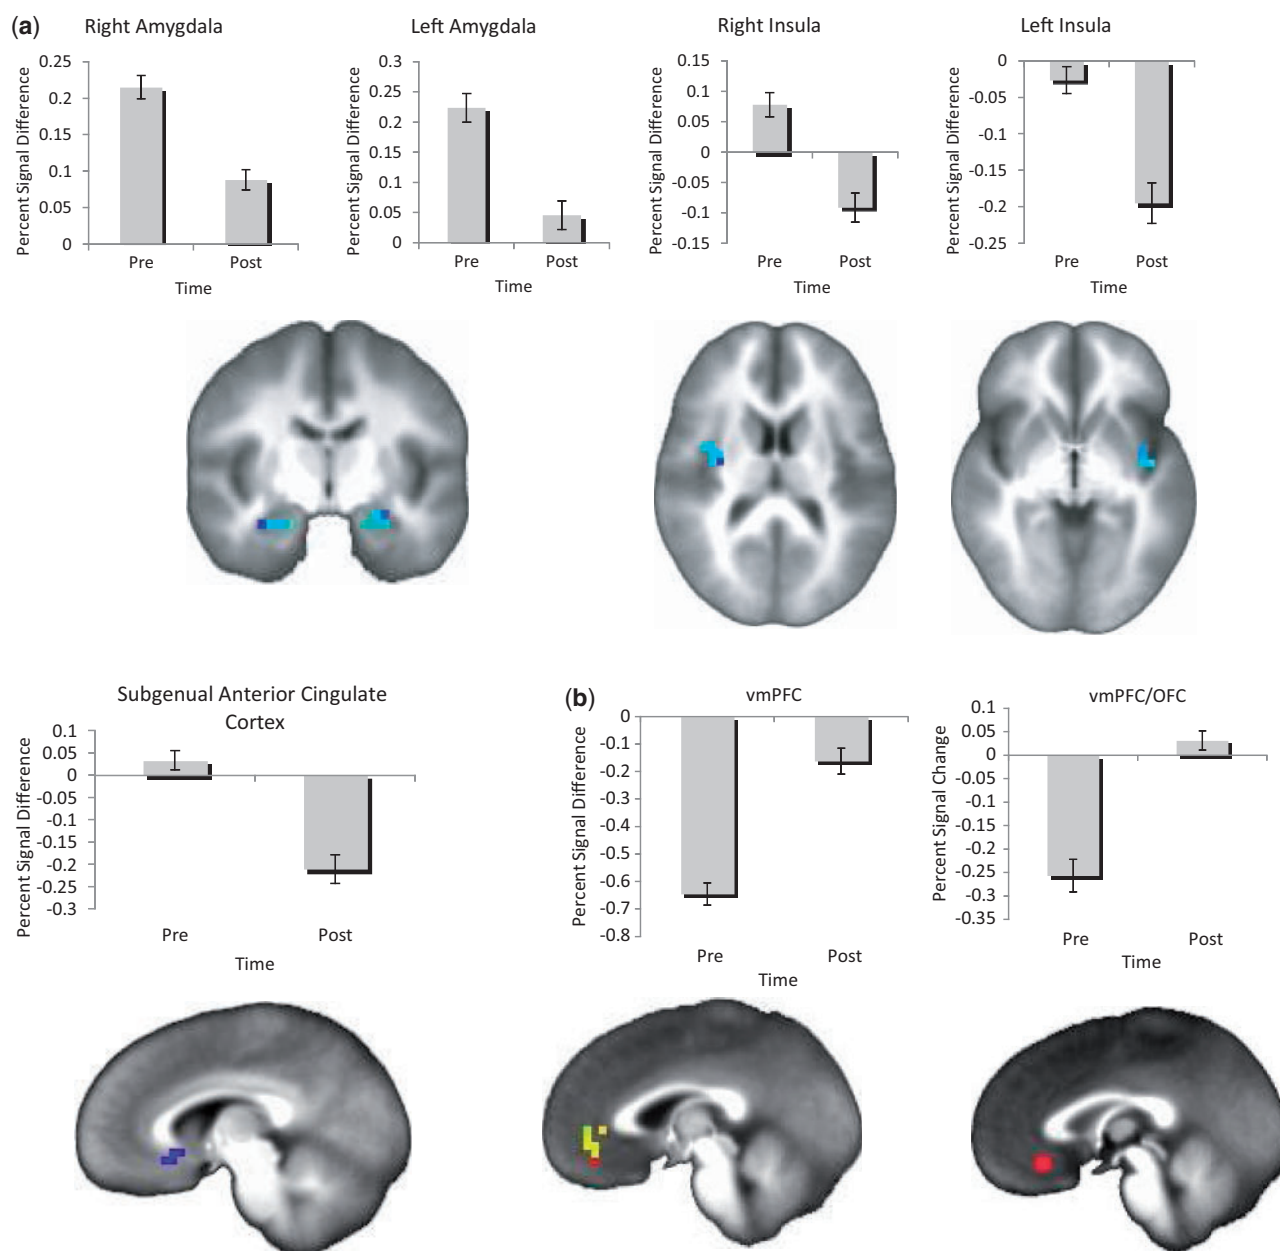 (a)
Right Amygdala
Percent Signal Difference
0.25
0.2
0.15
0.1
0.05
0
Pre Post
Time
Left Amygdala
Percent Signal Difference
0.3
0.25
0.2
0.15
0.1
0.05
0
Pre Post
Time
Right Insula
Percent Signal Difference
0.15
0.1
0.05
0
-0.05
-0.1
-0.15
Pre Post
Time
Left Insula
Percent Signal Difference
0
-0.05
-0.1
-0.15
-0.2
-0.25
Pre Post
Time
Subgenual Anterior Cingulate
Cortex
Percent Signal Difference
0.1
0.05
0
-0.05
-0.1
-0.15
-0.2
-0.25
-0.3
Pre Post
Time
(b)
vmPFC
Percent Signal Difference
0
-0.1
-0.2
-0.3
-0.4
-0.5
-0.6
-0.7
-0.8
Pre Post
Time
vmPFC/OFC
Percent Signal Change
0.1
0.05
0
-0.05
-0.1
-0.15
-0.2
-0.25
-0.3
-0.35
Pre Post
Time